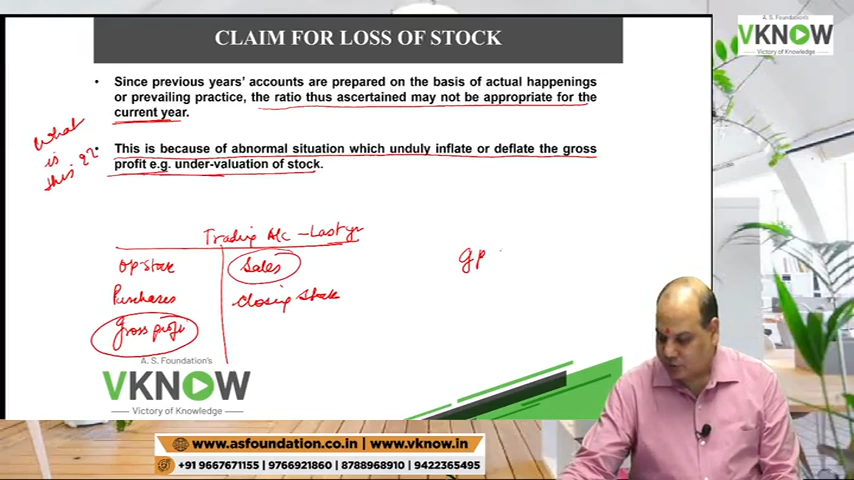 CLAIM FOR LOSS OF STOCK
A. S. Foundation's
VKNOW
Victory of Knowledge
• Since previous years' accounts are prepared on the basis of actual happenings
or prevailing practice, the ratio thus ascertained may not be appropriate for the
current year.
What
is
this ??
• This is because of abnormal situation which unduly inflate or deflate the gross
profit e.g. under-valuation of stock.
Trading A/c - Last yr
Op stock Sales
Purchases Closing Stock
Gross profit
GP
A. S. Foundation's
VKNOW
Victory of Knowledge
www.asfoundation.co.in | www.vknow.in
+91 9667671155 | 9766921860 | 8788968910 | 9422365495